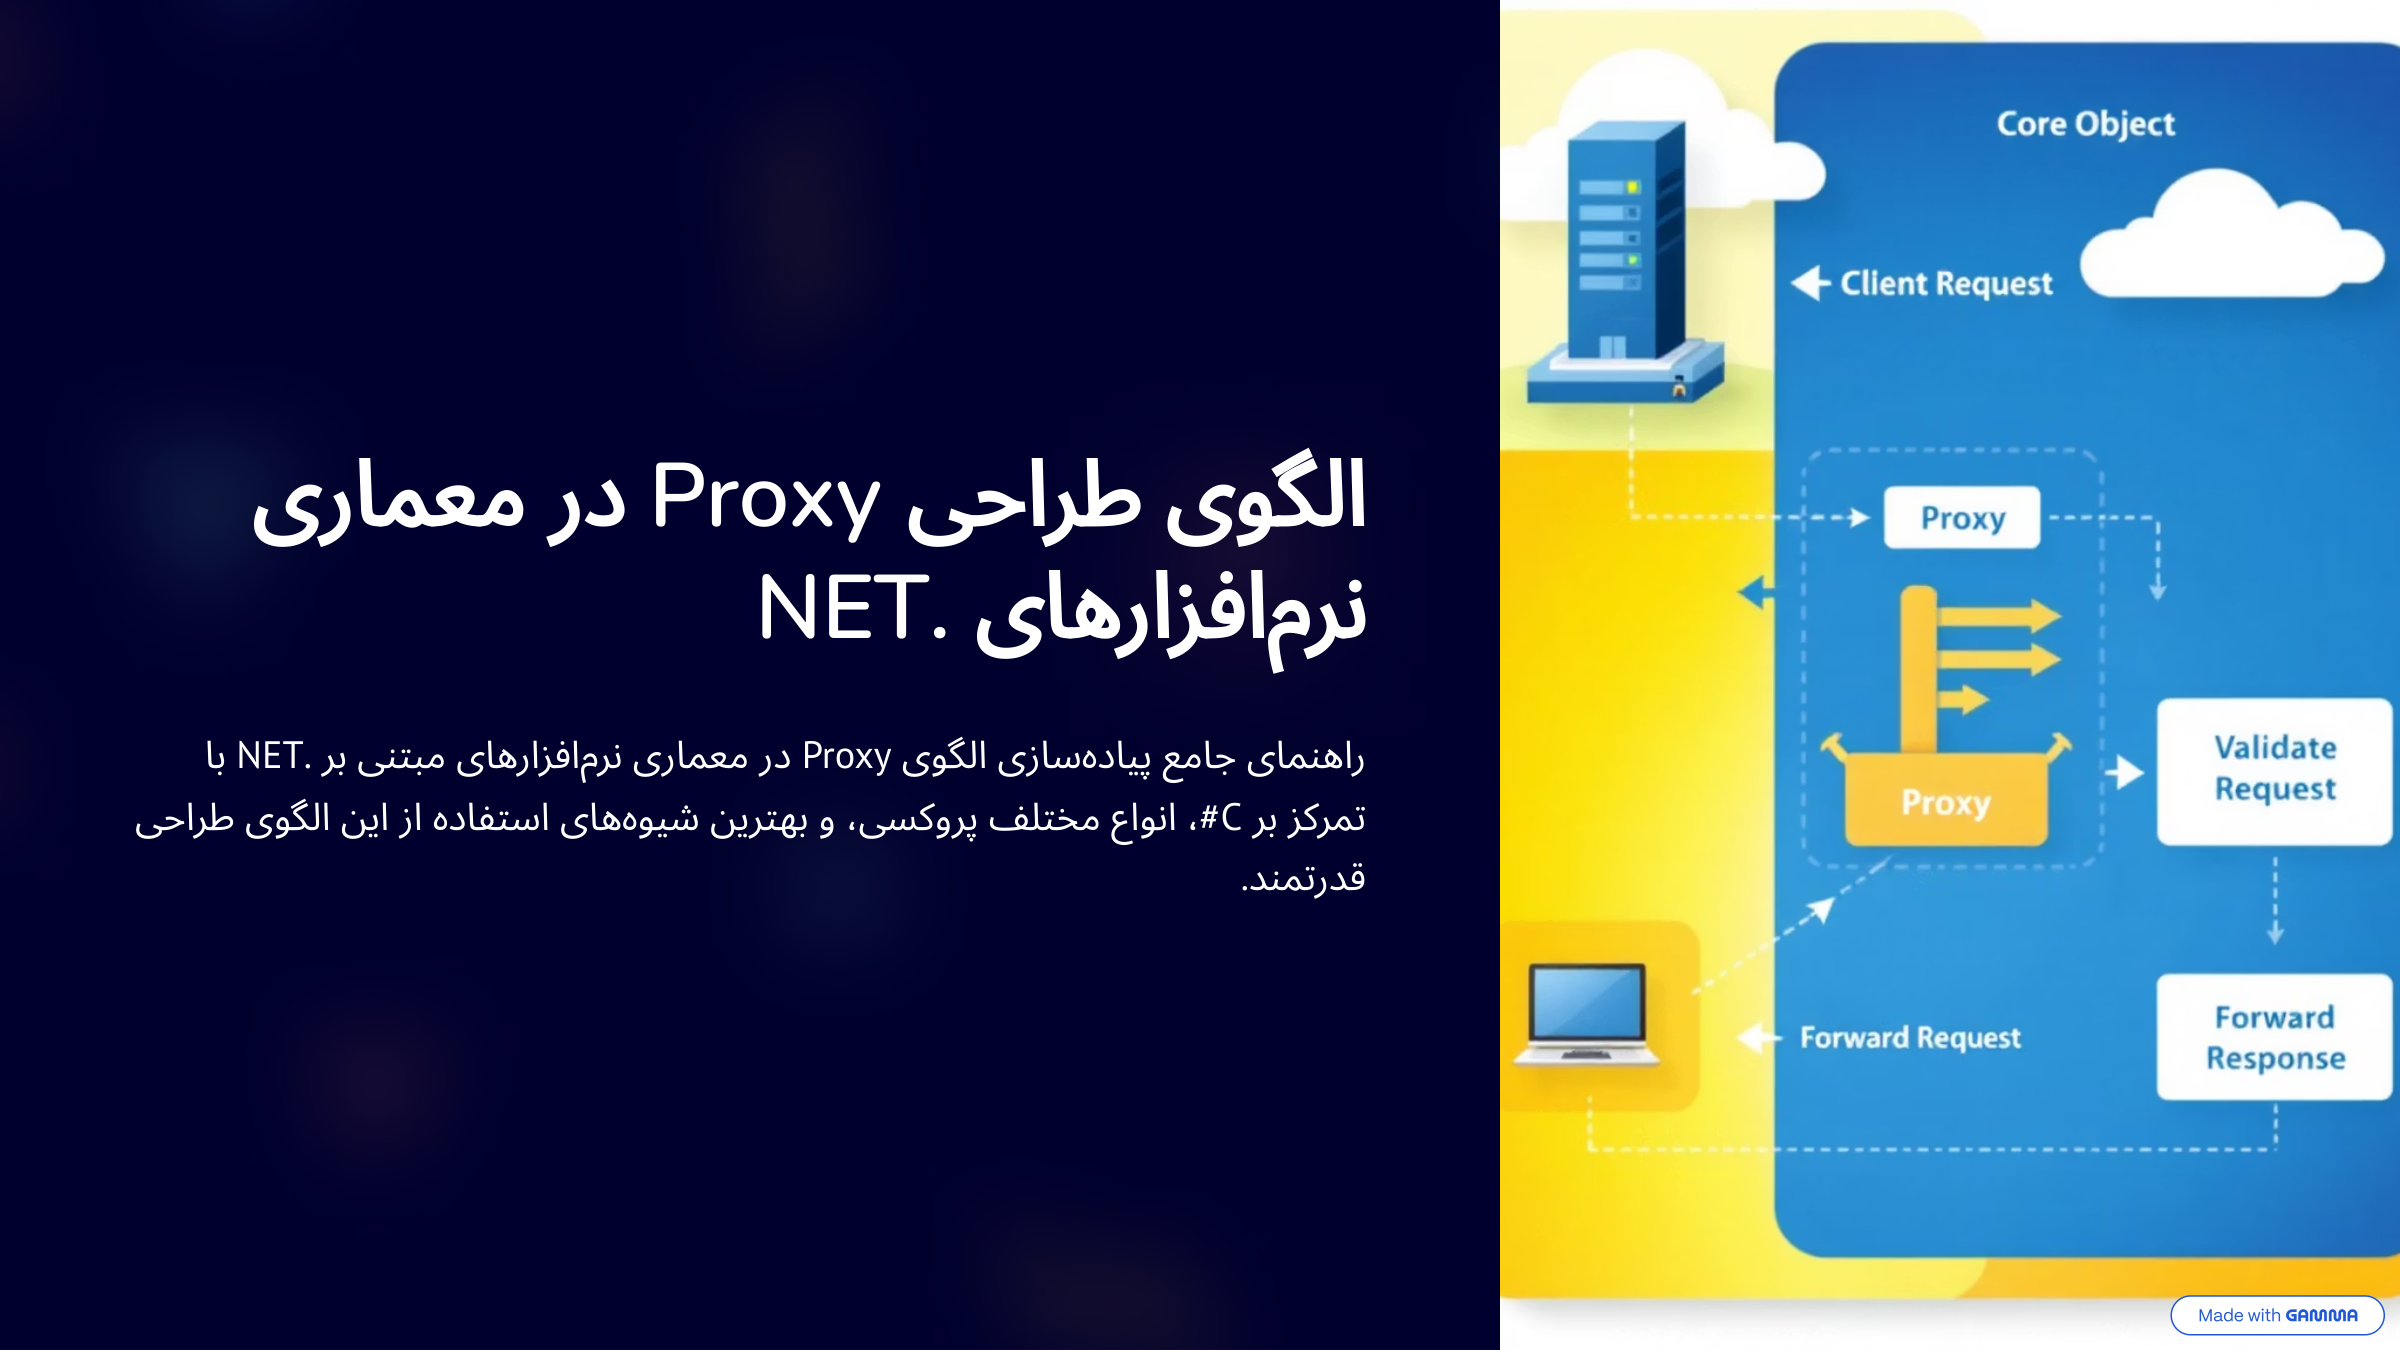 الگوی طراحی Proxy در معماری
نرم‌افزارهای .NET
راهنمای جامع پیاده‌سازی الگوی Proxy در معماری نرم‌افزارهای مبتنی بر .NET با
تمرکز بر C#، انواع مختلف پروکسی، و بهترین شیوه‌های استفاده از این الگوی طراحی
قدرتمند.
Core Object
Client Request
Proxy
Validate
Request
Proxy
Forward
Response
Forward Request
Made with GAMMA